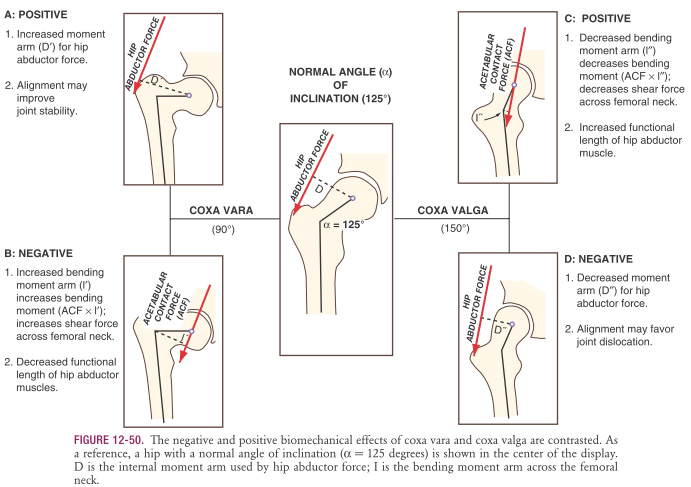 A: POSITIVE
1. Increased moment
arm (D′) for hip
abductor force.
2. Alignment may
improve
joint stability.
HIP
ABDUCTOR FORCE
D′
B: NEGATIVE
1. Increased bending
moment arm (I′)
increases bending
moment (ACF × I′);
increases shear force
across femoral neck.
2. Decreased functional
length of hip abductor
muscles.
ACETABULAR
CONTACT
FORCE
(ACF)
I′
COXA VARA
(90°)
NORMAL ANGLE (α)
OF
INCLINATION (125°)
HIP
ABDUCTOR FORCE
D
α = 125°
COXA VALGA
(150°)
C: POSITIVE
1. Decreased bending
moment arm (I″)
decreases bending
moment (ACF × I″);
decreases shear force
across femoral neck.
2. Increased functional
length of hip abductor
muscle.
ACETABULAR
CONTACT
FORCE (ACF)
I″
D: NEGATIVE
1. Decreased moment
arm (D″) for hip
abductor force.
2. Alignment may favor
joint dislocation.
HIP
ABDUCTOR FORCE
D″
FIGURE 12-50. The negative and positive biomechanical effects of coxa vara and coxa valga are contrasted. As
a reference, a hip with a normal angle of inclination (α = 125 degrees) is shown in the center of the display.
D is the internal moment arm used by hip abductor force; I is the bending moment arm across the femoral
neck.